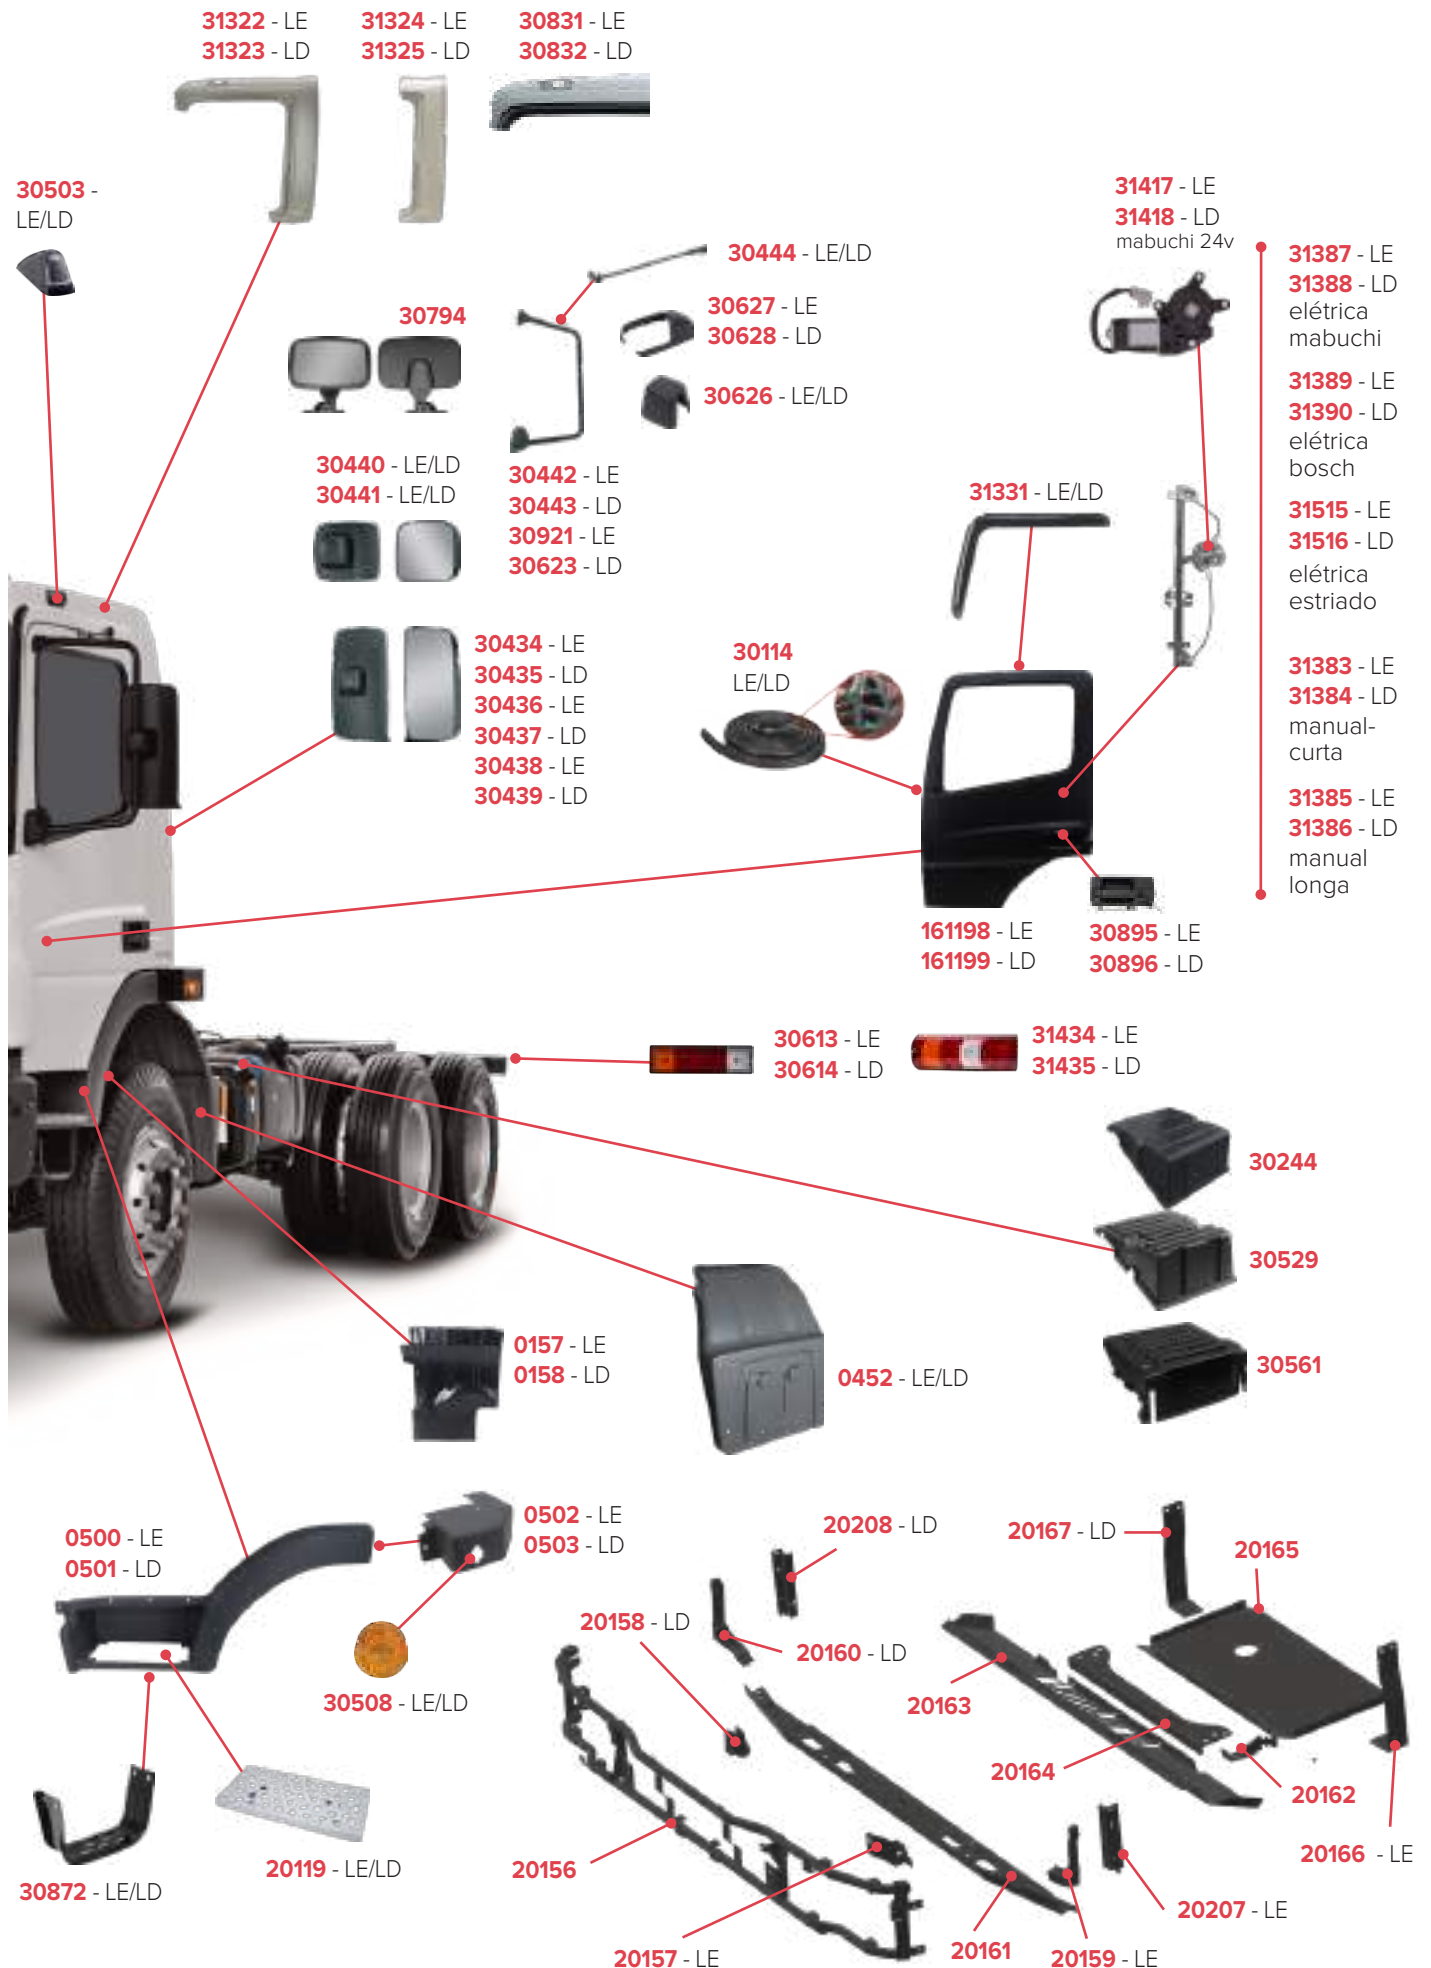 31322 - LE
31323 - LD
31324 - LE
31325 - LD
30831 - LE
30832 - LD
30503 -
LE/LD
31417 - LE
31418 - LD
mabuchi 24v
30444 - LE/LD
30627 - LE
30628 - LD
30794
30626 - LE/LD
31387 - LE
31388 - LD
elétrica
mabuchi
31389 - LE
31390 - LD
elétrica
bosch
31515 - LE
31516 - LD
elétrica
estriado
31383 - LE
31384 - LD
manual-
curta
31385 - LE
31386 - LD
manual
longa
30440 - LE/LD
30441 - LE/LD
30442 - LE
30443 - LD
30921 - LE
30623 - LD
31331 - LE/LD
30434 - LE
30435 - LD
30436 - LE
30437 - LD
30438 - LE
30439 - LD
30114
LE/LD
161198 - LE
161199 - LD
30895 - LE
30896 - LD
30613 - LE
30614 - LD
31434 - LE
31435 - LD
30244
30529
30561
0157 - LE
0158 - LD
0452 - LE/LD
0500 - LE
0501 - LD
0502 - LE
0503 - LD
30508 - LE/LD
20119 - LE/LD
30872 - LE/LD
20208 - LD
20158 - LD
20160 - LD
20167 - LD
20165
20163
20164
20162
20166 - LE
20156
20157 - LE
20161
20159 - LE
20207 - LE